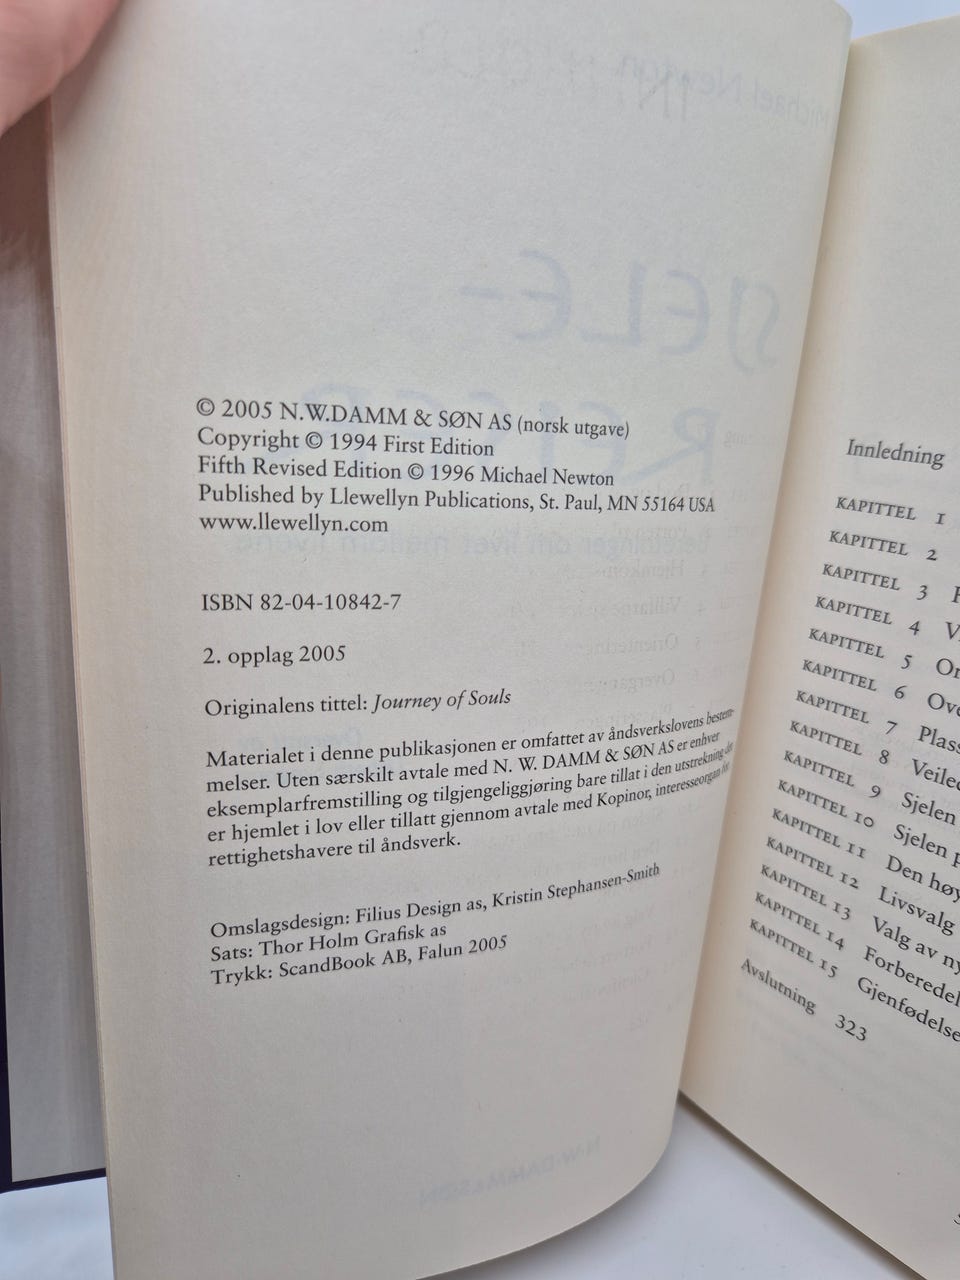 © 2005 N.W.DAMM & SØN AS (norsk utgave)
Copyright © 1994 First Edition
Fifth Revised Edition © 1996 Michael Newton
Published by Llewellyn Publications, St. Paul, MN 55164 USA
www.llewellyn.com
ISBN 82-04-10842-7
2. opplag 2005
Originalens tittel: Journey of Souls
Materialet i denne publikasjonen er omfattet av åndsverkslovens bestem-
melser. Uten særskilt avtale med N. W. DAMM & SØN AS er enhver
eksemplarfremstilling og tilgjengeliggjøring bare tillat i den utstrekning det
er hjemlet i lov eller tillatt gjennom avtale med Kopinor, interesseorgan for
rettighetshavere til åndsverk.
Omslagsdesign: Filius Design as, Kristin Stephansen-Smith
Sats: Thor Holm Grafisk as
Trykk: ScandBook AB, Falun 2005
Innledning
KAPITTEL 1
KAPITTEL 2
KAPITTEL 3
KAPITTEL 4
KAPITTEL 5
KAPITTEL 6
KAPITTEL 7
KAPITTEL 8
KAPITTEL 9 Sjelen
KAPITTEL 10 Sjelen
KAPITTEL 11 Den
KAPITTEL 12 Livsvalg
KAPITTEL 13 Valg av
KAPITTEL 14
KAPITTEL 15
Avslutning 323